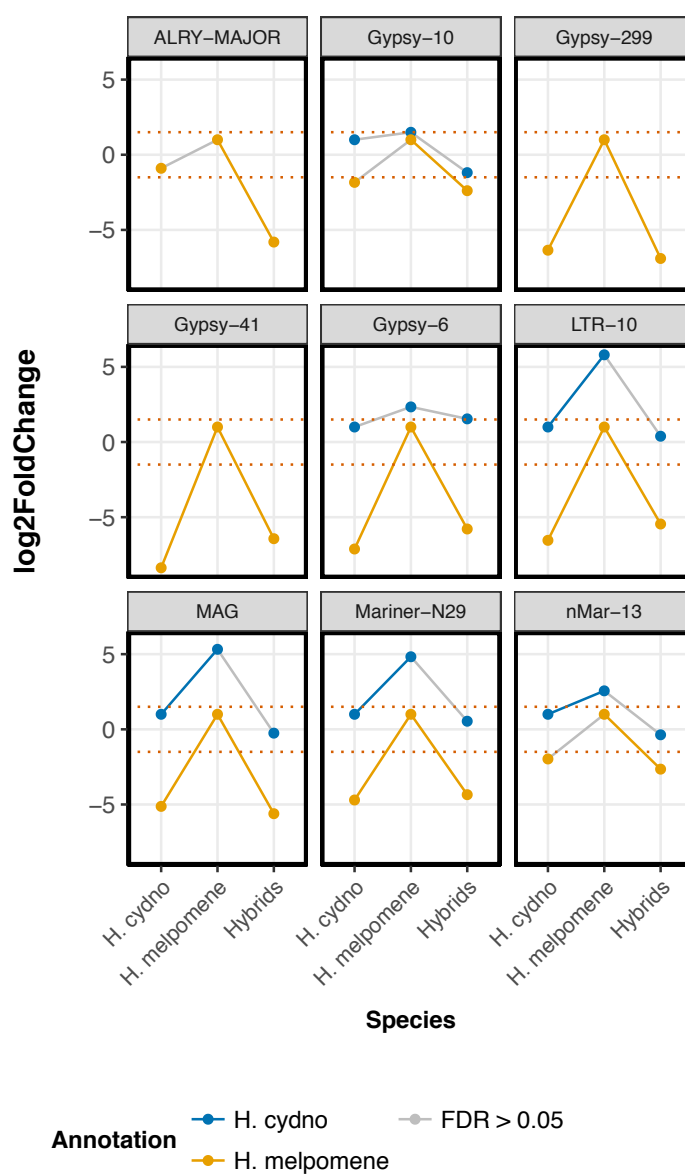 ALRY−MAJOR Gypsy−10 Gypsy−299
5
0
−5
Gypsy−41 Gypsy−6 LTR−10
5
0
−5
MAG Mariner−N29 nMar−13
5
0
−5
log2FoldChange
H. cydno H. melpomene Hybrids H. cydno H. melpomene Hybrids H. cydno H. melpomene Hybrids
Species
Annotation
H. cydno FDR > 0.05
H. melpomene